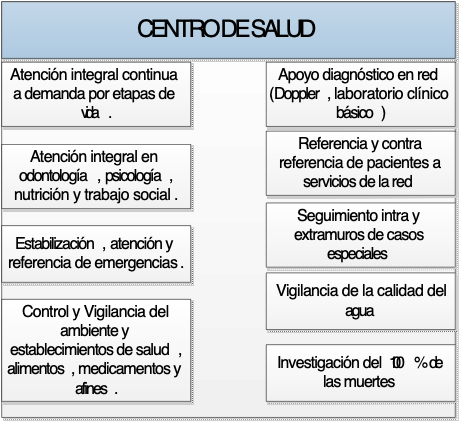 CENTRO DE SALUD
Atención integral continua
a demanda por etapas de
vida .
Atención integral en
odontología , psicología ,
nutrición y trabajo social .
Estabilización , atención y
referencia de emergencias .
Control y Vigilancia del
ambiente y
establecimientos de salud ,
alimentos , medicamentos y
afines .
Apoyo diagnóstico en red
(Doppler , laboratorio clínico
básico )
Referencia y contra
referencia de pacientes a
servicios de la red
Seguimiento intra y
extramuros de casos
especiales
Vigilancia de la calidad del
agua
Investigación del 100 % de
las muertes